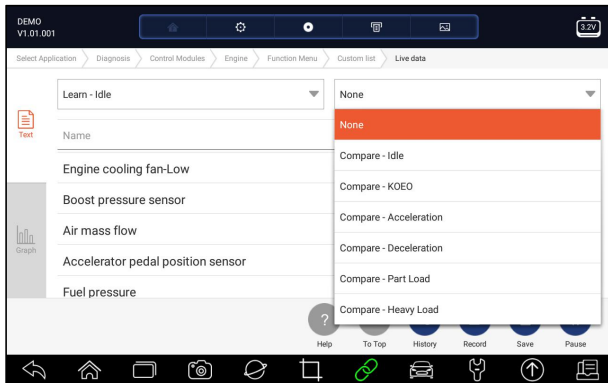 DEMO
V1.01.001
3.2V
Select Application
Diagnosis
Control Modules
Engine
Function Menu
Custom list
Live data
Learn - Idle
None
Text
Name
None
Engine cooling fan-Low
Compare - Idle
Boost pressure sensor
Compare - KOEO
Air mass flow
Compare - Acceleration
Graph
Accelerator pedal position sensor
Compare - Deceleration
Fuel pressure
Compare - Part Load
Compare - Heavy Load
?
Help
To Top
History
Record
Save
Pause